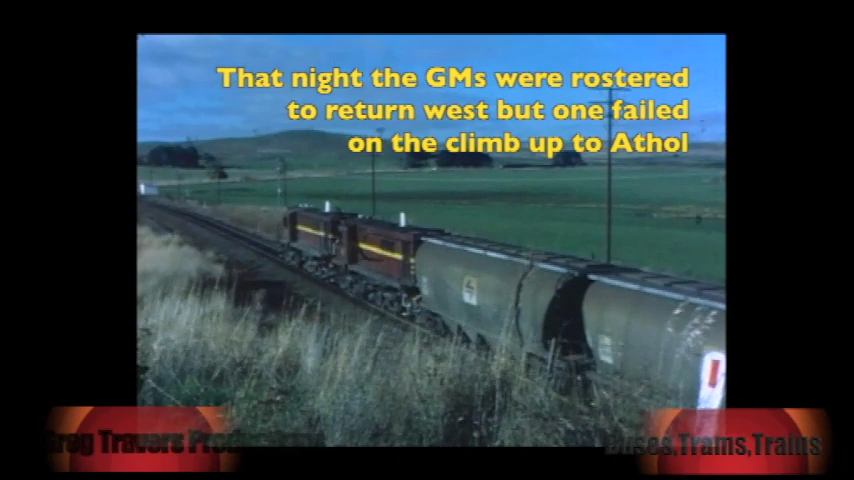 That night the GMs were rostered
to return west but one failed
on the climb up to Athol
Greg Travers
Buses,Trams,Trains